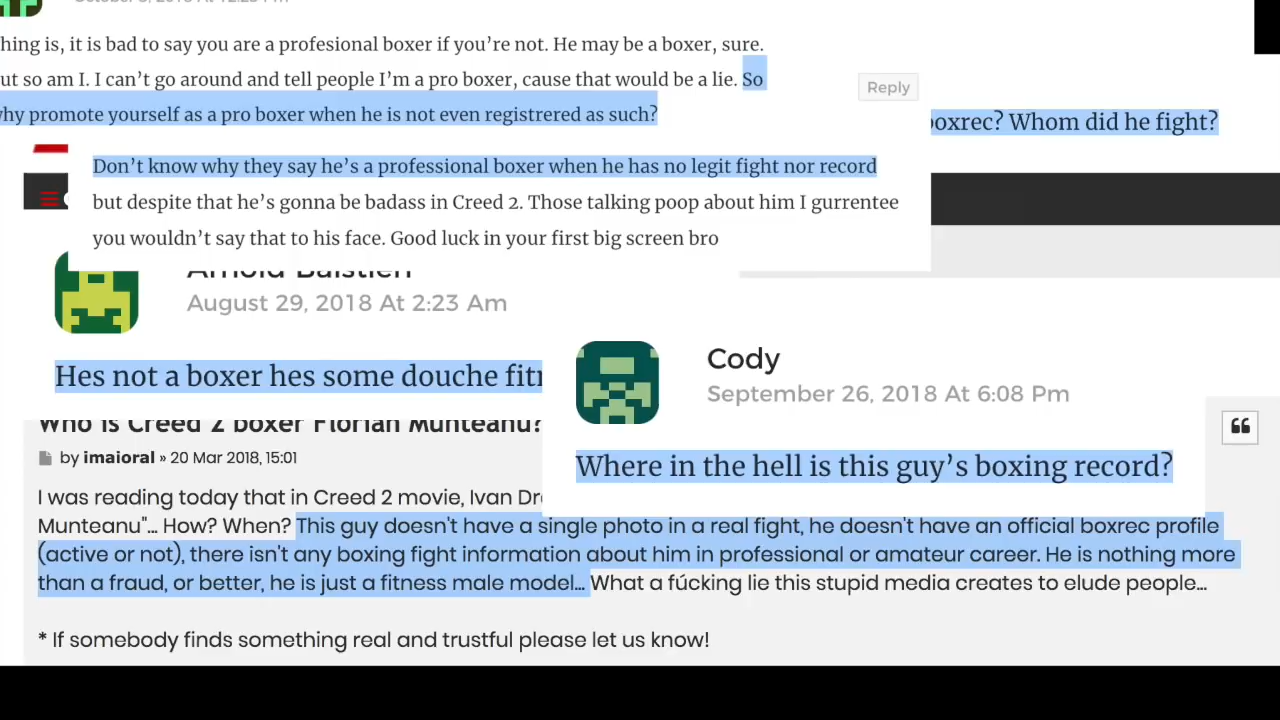 hing is, it is bad to say you are a profesional boxer if you're not. He may be a boxer, sure.
ut so am I. I can't go around and tell people I'm a pro boxer, cause that would be a lie. So
hy promote yourself as a pro boxer when he is not even registrered as such?
Reply
boxrec? Whom did he fight?
Don't know why they say he's a professional boxer when he has no legit fight nor record
but despite that he's gonna be badass in Creed 2. Those talking poop about him I gurrentee
you wouldn't say that to his face. Good luck in your first big screen bro
August 29, 2018 At 2:23 Am
Hes not a boxer hes some douche fit
Cody
September 26, 2018 At 6:08 Pm
Where in the hell is this guy's boxing record?
Who is Creed 2 boxer Florian Munteanu?
by imaioral » 20 Mar 2018, 15:01
I was reading today that in Creed 2 movie, Ivan Dr
Munteanu"... How? When? This guy doesn't have a single photo in a real fight, he doesn't have an official boxrec profile
(active or not), there isn't any boxing fight information about him in professional or amateur career. He is nothing more
than a fraud, or better, he is just a fitness male model... What a fúcking lie this stupid media creates to elude people...
* If somebody finds something real and trustful please let us know!